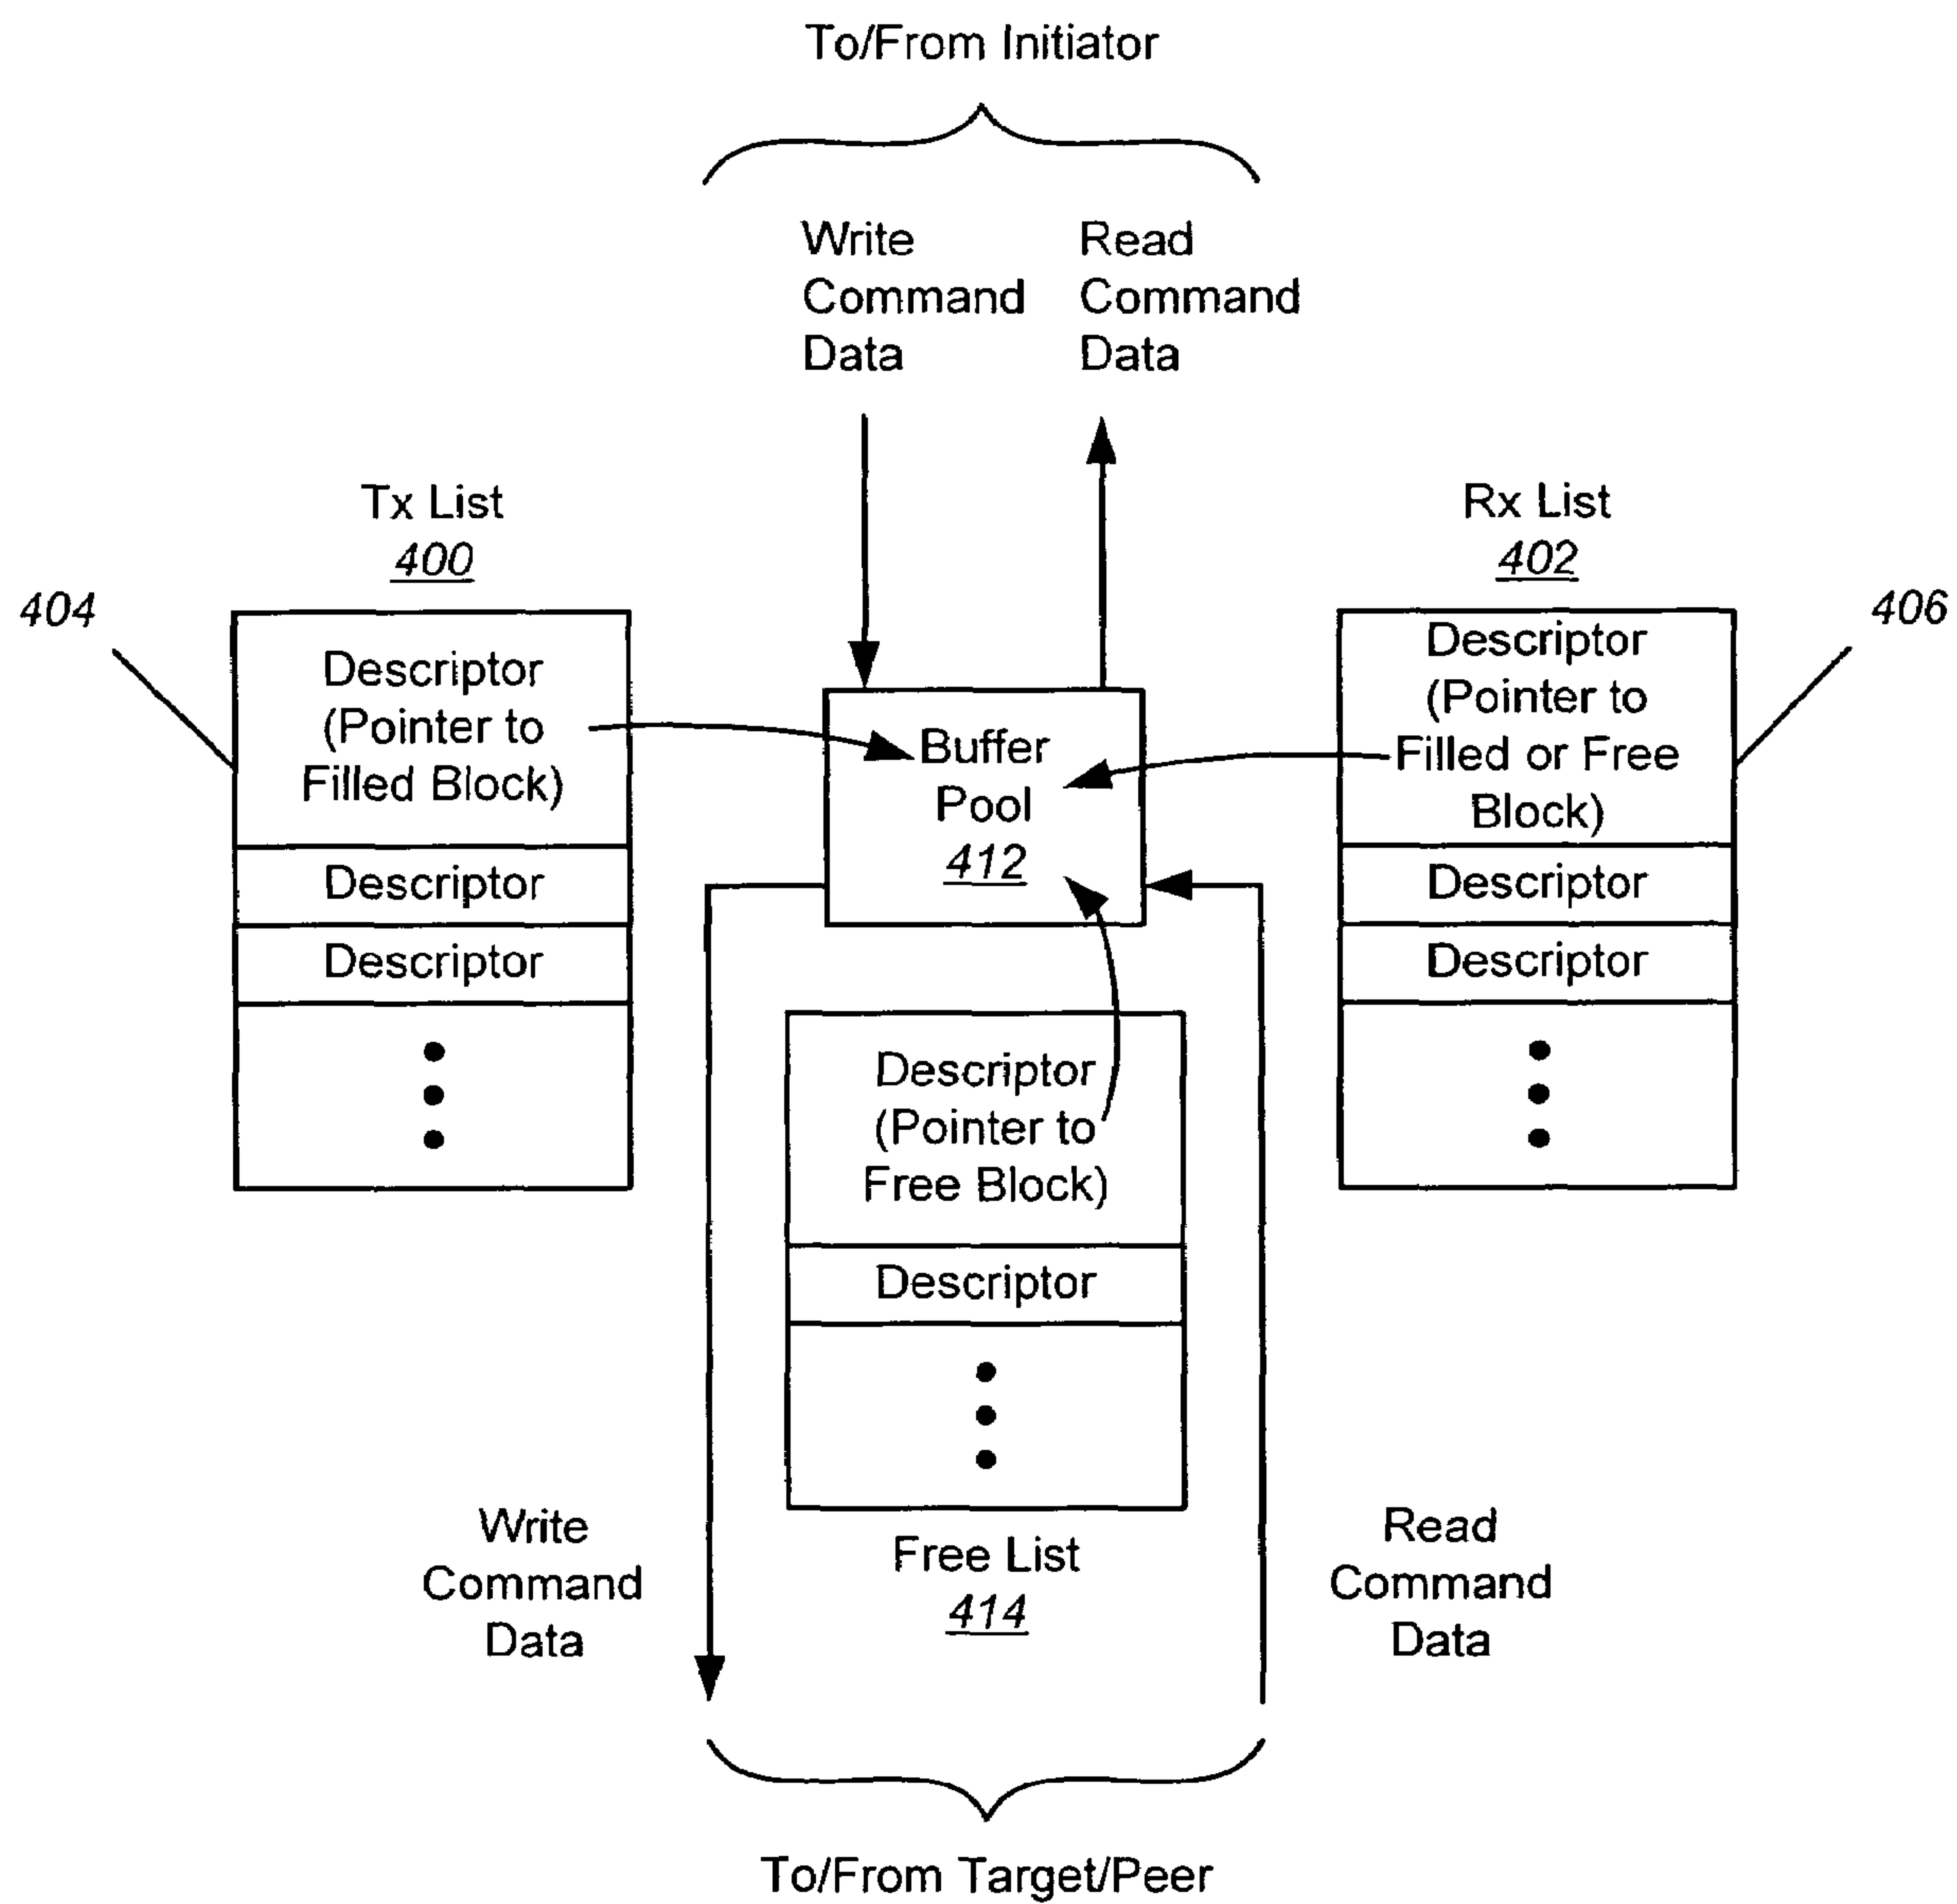 To/From Initiator
Write
Command
Data
Read
Command
Data
Tx List
400
Rx List
402
404
406
Descriptor
(Pointer to
Filled Block)
Descriptor
Descriptor
Buffer
Pool
412
Descriptor
(Pointer to
Filled or Free
Block)
Descriptor
Descriptor
Descriptor
(Pointer to
Free Block)
Descriptor
Free List
414
Write
Command
Data
Read
Command
Data
To/From Target/Peer